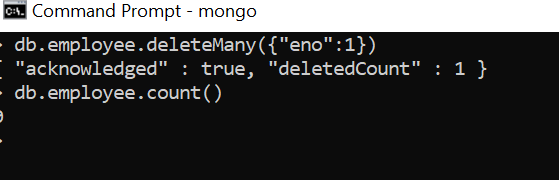 Command Prompt - mongo
> db.employee.deleteMany({"eno":1})
{ "acknowledged" : true, "deletedCount" : 1 }
> db.employee.count()
0
>